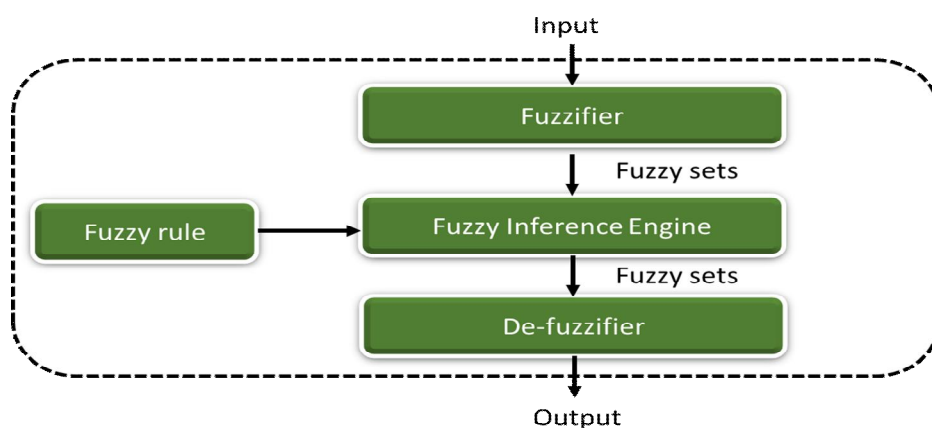 Input
Fuzzifier
Fuzzy sets
Fuzzy rule
Fuzzy Inference Engine
Fuzzy sets
De-fuzzifier
Output